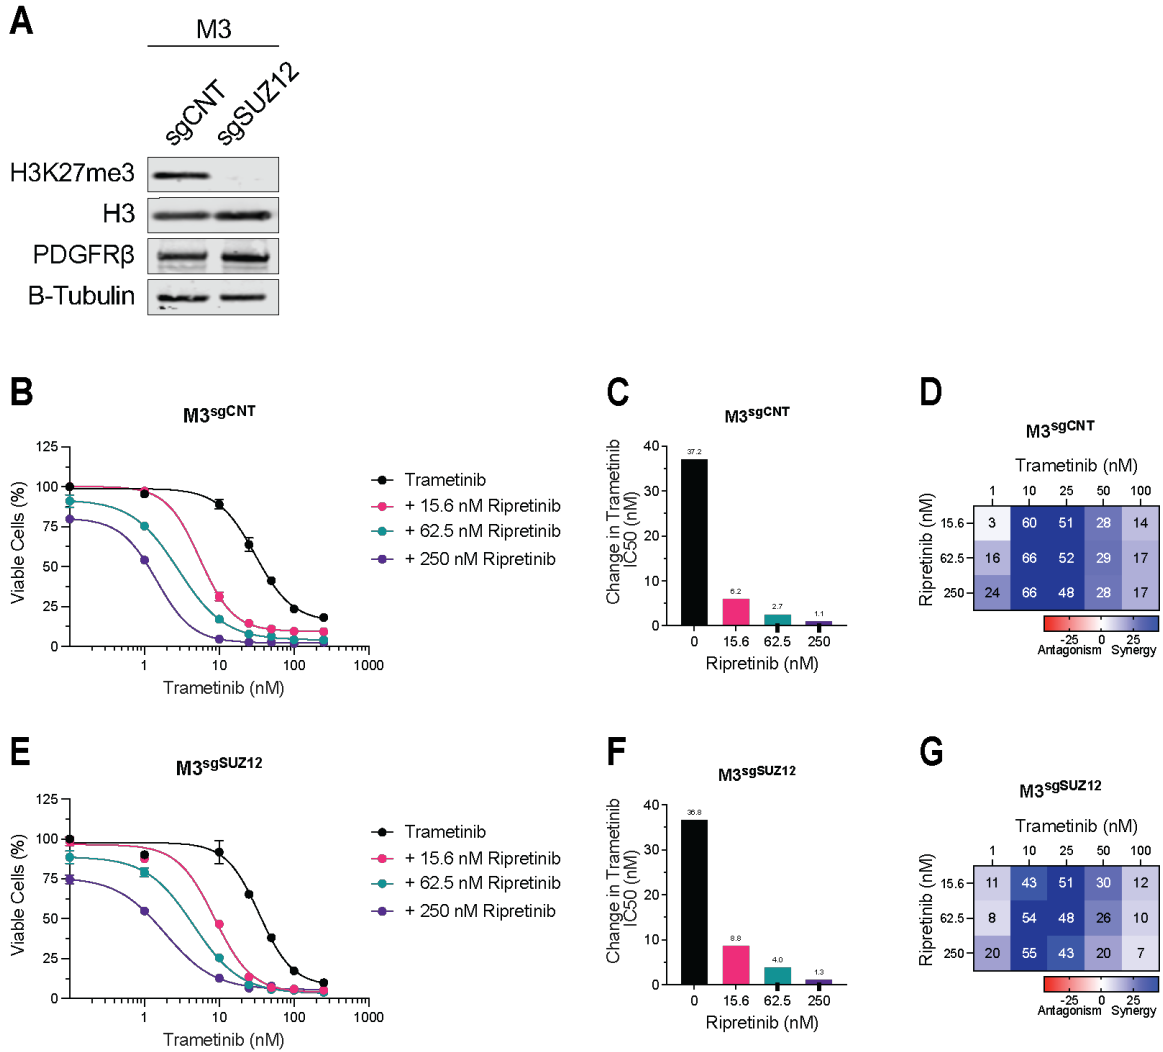 A
M3
sgCNT
sgSUZ12
H3K27me3
H3
PDGFRβ
B-Tubulin
B
M3sgCNT
Viable Cells (%)
125
100
75
50
25
0
1
10
100
1000
Trametinib (nM)
Trametinib
+ 15.6 nM Ripretinib
+ 62.5 nM Ripretinib
+ 250 nM Ripretinib
C
M3sgCNT
Change in Trametinib
IC50 (nM)
40
30
20
10
0
37.2
6.2
2.7
1.1
0
15.6
62.5
250
Ripretinib (nM)
D
M3sgCNT
Trametinib (nM)
1 10 25 50 100
Ripretinib (nM)
15.6 3 60 51 28 14
62.5 16 66 52 29 17
250 24 66 48 28 17
-25 0 25
Antagonism Synergy
E
M3sgSUZ12
Viable Cells (%)
125
100
75
50
25
0
1
10
100
1000
Trametinib (nM)
Trametinib
+ 15.6 nM Ripretinib
+ 62.5 nM Ripretinib
+ 250 nM Ripretinib
F
M3sgSUZ12
Change in Trametinib
IC50 (nM)
40
30
20
10
0
36.8
8.8
4.0
1.3
0
15.6
62.5
250
Ripretinib (nM)
G
M3sgSUZ12
Trametinib (nM)
1 10 25 50 100
Ripretinib (nM)
15.6 11 43 51 30 12
62.5 8 54 48 26 10
250 20 55 43 20 7
-25 0 25
Antagonism Synergy